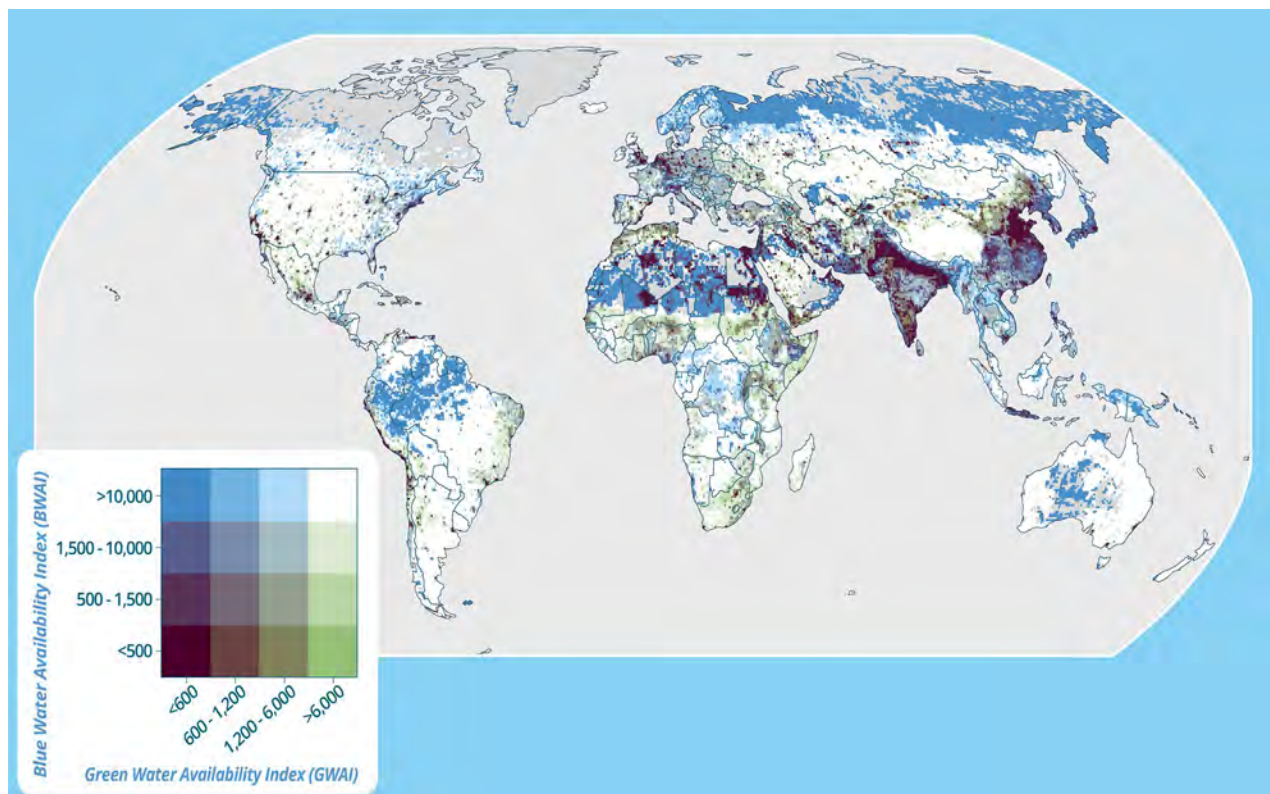 Blue Water Availability Index (BWAI)
>10,000
1,500 - 10,000
500 - 1,500
<500
<600
600 - 1,200
1,200 - 6,000
>6,000
Green Water Availability Index (GWAI)